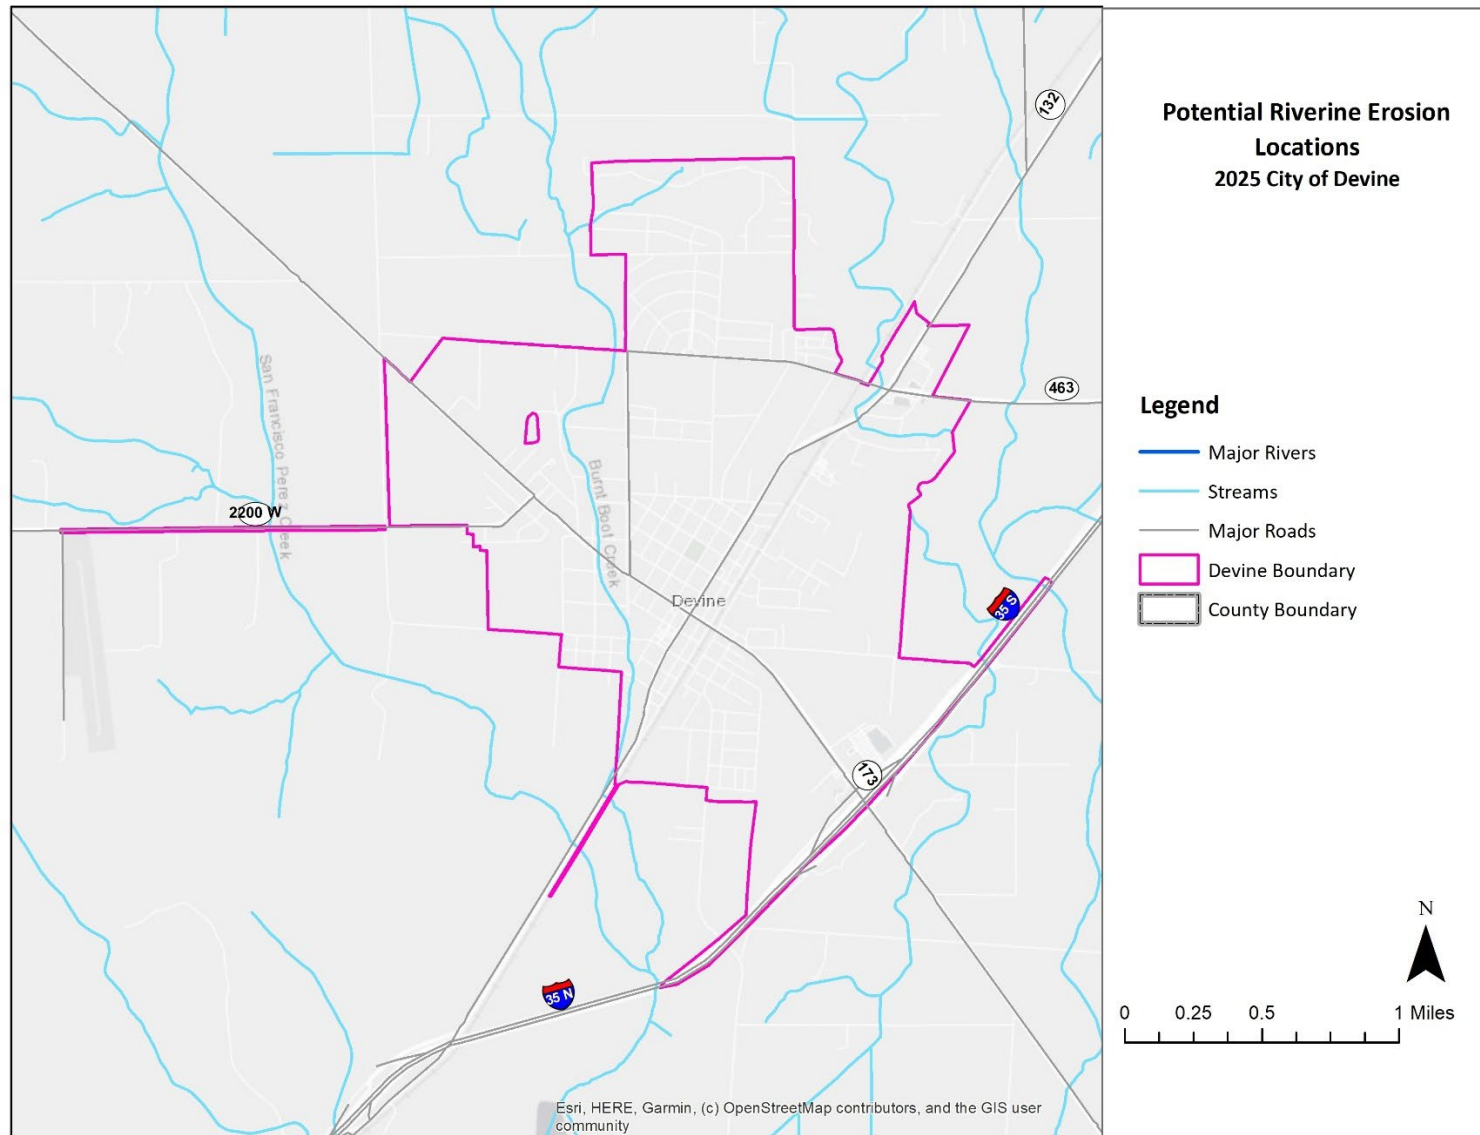 Potential Riverine Erosion
Locations
2025 City of Devine
132
463
San Francisco Perez Creek
2200 W
Burnt Boot Creek
Devine
35 S
173
35 N
Esri, HERE, Garmin, (c) OpenStreetMap contributors, and the GIS user
community
Legend
Major Rivers
Streams
Major Roads
Devine Boundary
County Boundary
N
0 0.25 0.5 1 Miles